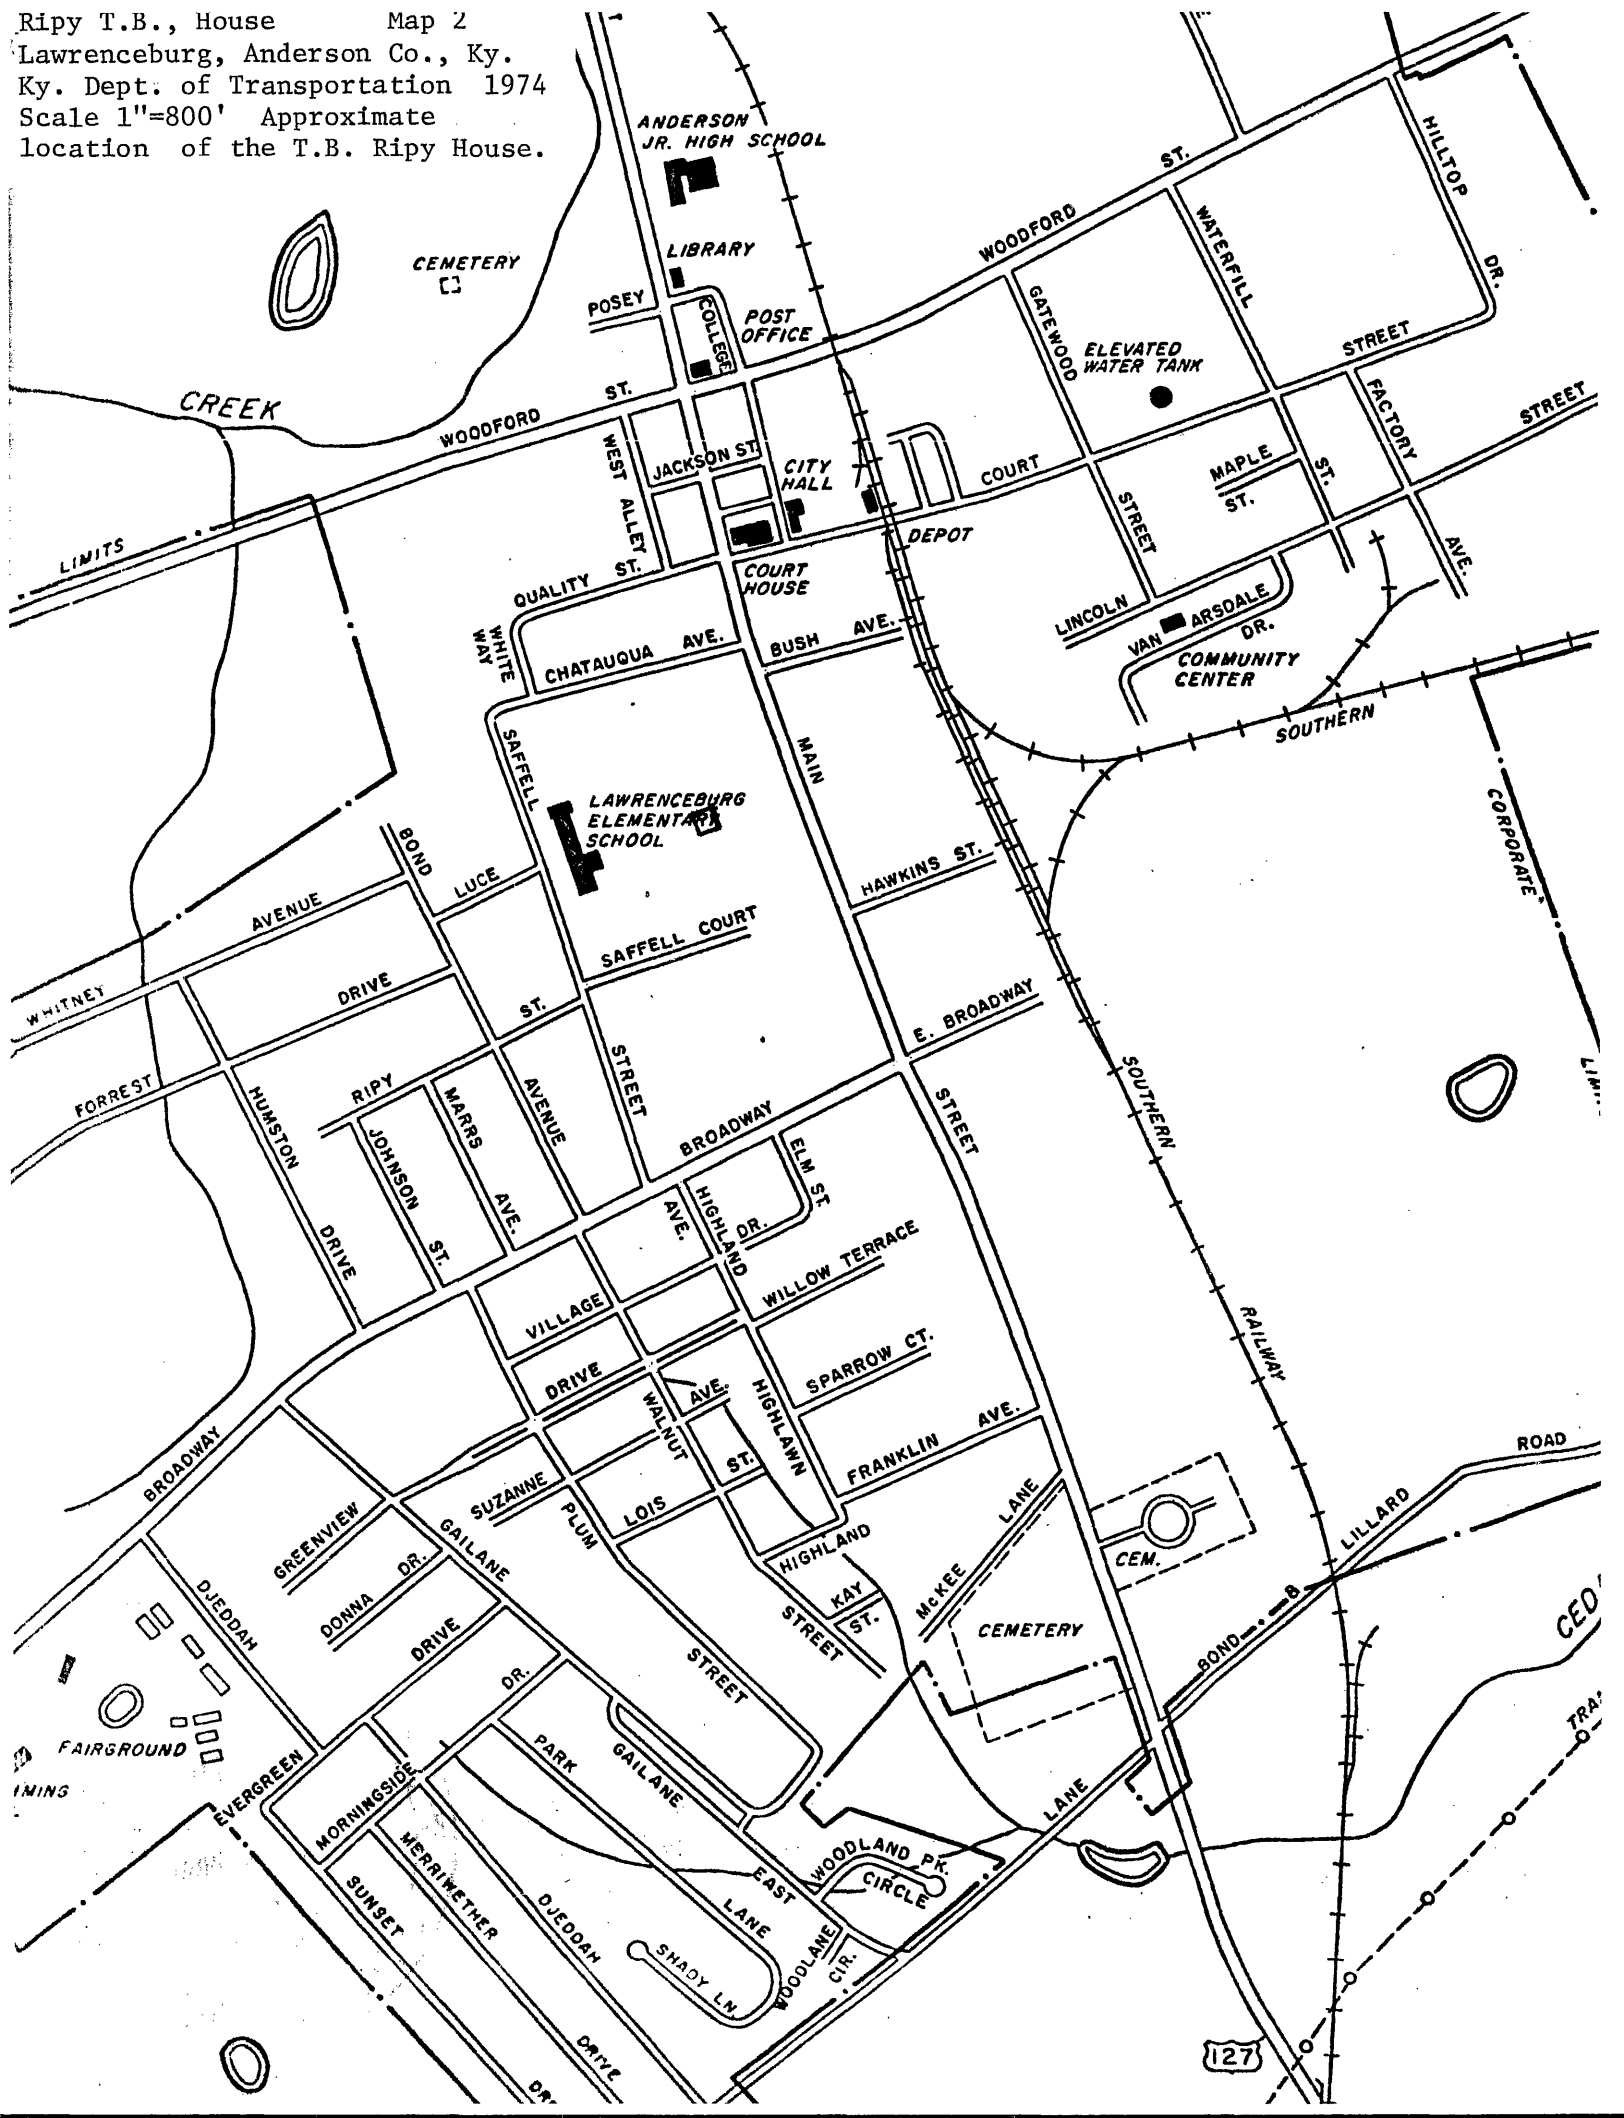 Ripy T.B., House Map 2
Lawrenceburg, Anderson Co., Ky.
Ky. Dept. of Transportation 1974
Scale 1"=800' Approximate
location of the T.B. Ripy House.
ANDERSON
JR. HIGH SCHOOL
HILLTOP
DR.
WOODFORD
ST.
WATERFILL
ST.
LIBRARY
CEMETERY
POSEY
COLLEGE
POST
OFFICE
GATEWOOD
STREET
ELEVATED
WATER TANK
COURT
STREET
FACTORY
AVE.
STREET
CREEK
WOODFORD
ST.
WEST
ALLEY
JACKSON ST.
CITY
HALL
MAPLE
ST.
LIMITS
DEPOT
COURT
HOUSE
QUALITY
ST.
WHITE
WAY
CHATAUQUA
AVE.
BUSH
AVE.
LINCOLN
VAN
ARSDALE
DR.
COMMUNITY
CENTER
SOUTHERN
SAFFELL
MAIN
LAWRENCEBURG
ELEMENTARY
SCHOOL
CORPORATE
BOND
LUCE
HAWKINS ST.
WHITNEY
AVENUE
SAFFELL COURT
DRIVE
ST.
E. BROADWAY
FORREST
HUMSTON
DRIVE
RIPY
JOHNSON
ST.
MARRS
AVE.
AVENUE
STREET
BROADWAY
STREET
SOUTHERN
ELM ST.
HIGHLAND
AVE.
DR.
WILLOW TERRACE
VILLAGE
DRIVE
SPARROW CT.
RAILWAY
WALNUT
AVE.
ST.
HIGHLAWN
FRANKLIN
AVE.
BROADWAY
GREENVIEW
SUZANNE
PLUM
STREET
LOIS
GAILANE
DONNA
DR.
DRIVE
HIGHLAND
STREET
KAY
ST.
McKEE
LANE
CEM.
CEMETERY
LILLARD
ROAD
BOND
CED
DJEDDAH
DR.
FAIRGROUND
EVERGREEN
MORNINGSIDE
PARK
GAILANE
LANE
TRA
MERRIWETHER
DRIVE
SUNSET
DJEDDAH
EAST
LANE
WOODLAND PK.
CIRCLE
WOODLANE
CIR.
SHADY LN.
127